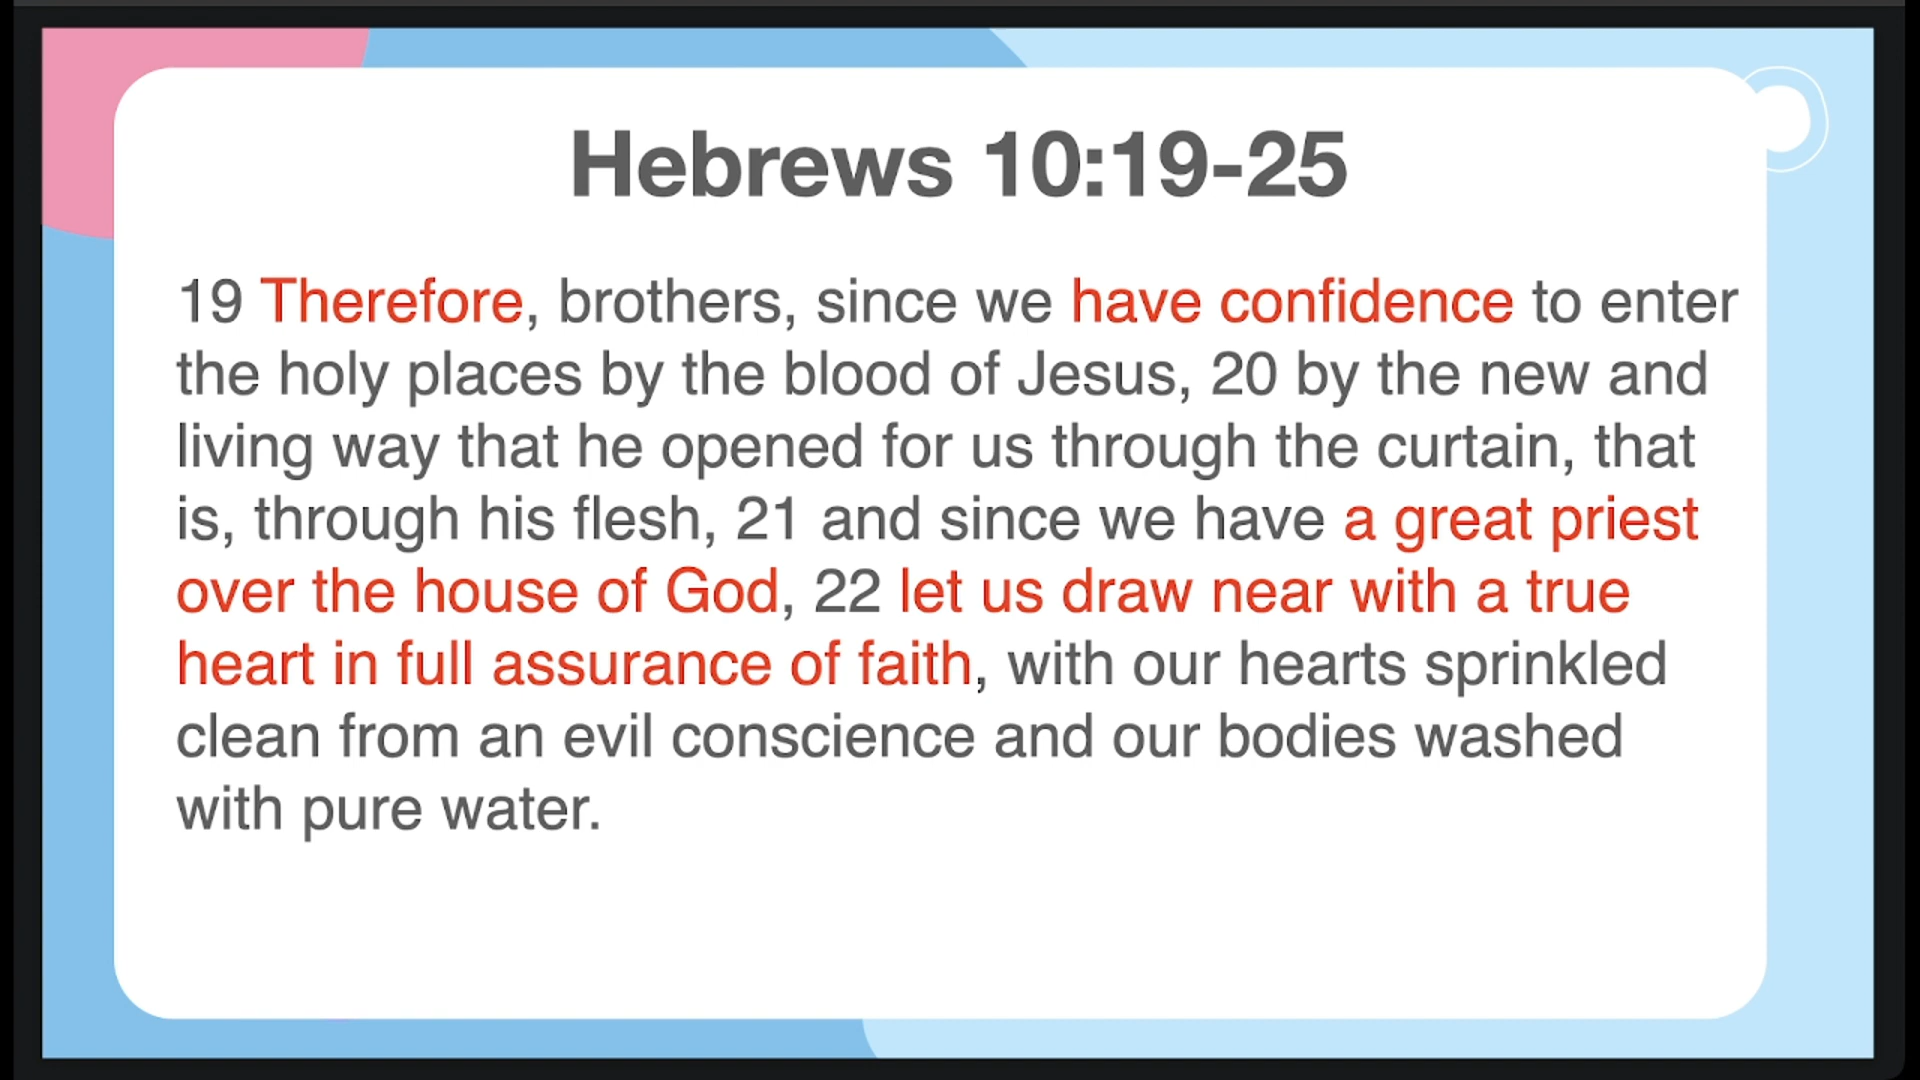 Hebrews 10:19-25
19 Therefore, brothers, since we have confidence to enter
the holy places by the blood of Jesus, 20 by the new and
living way that he opened for us through the curtain, that
is, through his flesh, 21 and since we have a great priest
over the house of God, 22 let us draw near with a true
heart in full assurance of faith, with our hearts sprinkled
clean from an evil conscience and our bodies washed
with pure water.